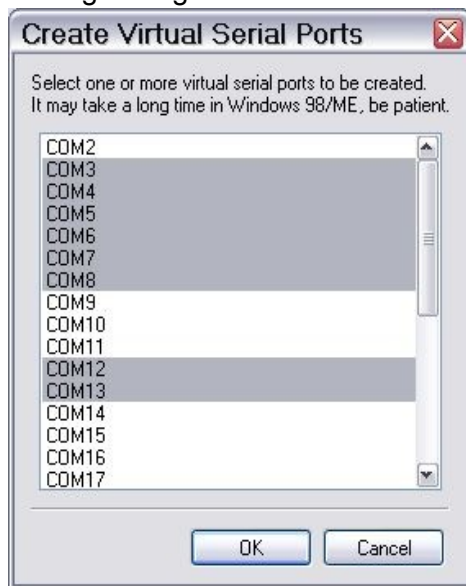 Create Virtual Serial Ports
Select one or more virtual serial ports to be created.
It may take a long time in Windows 98/ME, be patient.
COM2
COM3
COM4
COM5
COM6
COM7
COM8
COM9
COM10
COM11
COM12
COM13
COM14
COM15
COM16
COM17
OK Cancel